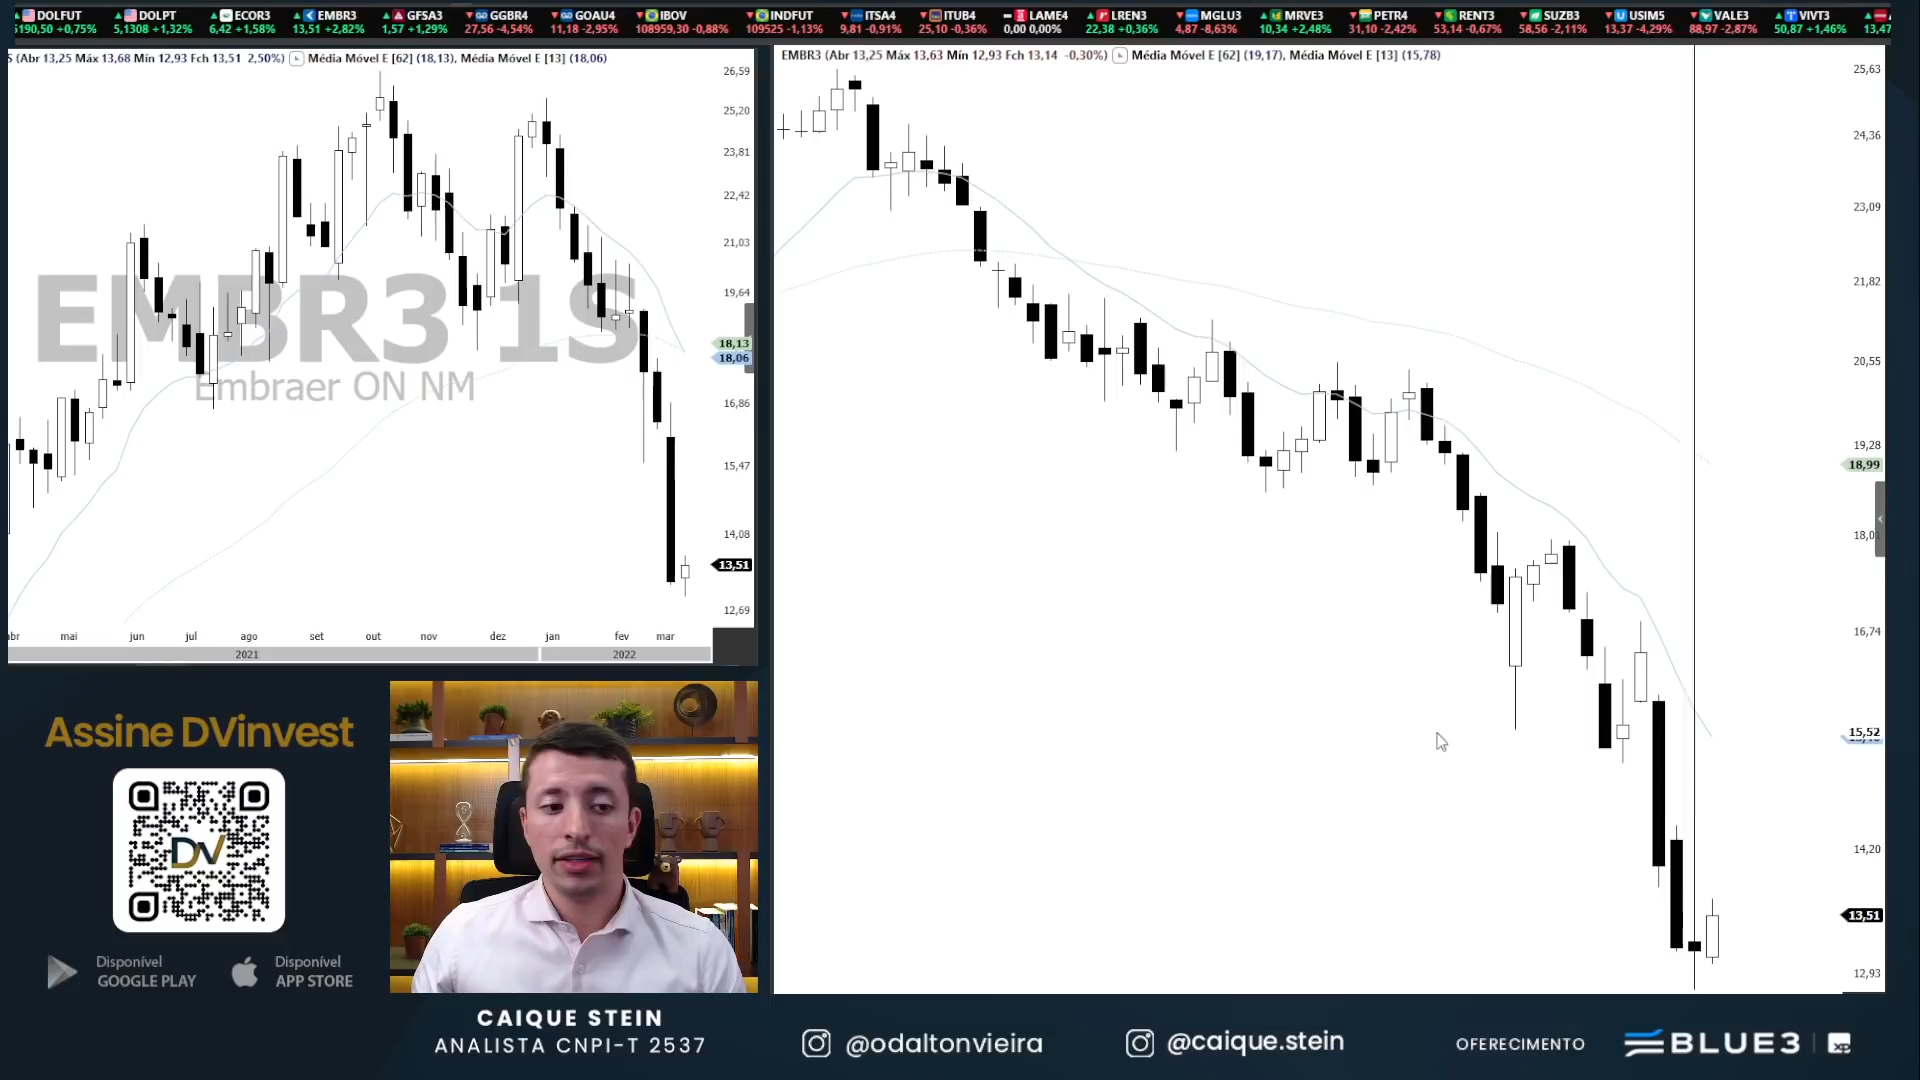 DOLFUT DOLPT ECOR3 EMBR3 GFSA3 GGBR4 GOAU4 IBOV INDFUT ITSA4 ITUB4 LAME4 LREN3 MGLU3 MRVE3 PETR4 RENT3 SUZB3 USIM5 VALE3 VIVT3
5190,50 +0,75% 5,1308 +1,32% 6,42 +1,58% 13,51 +2,82% 1,57 +1,29% 27,56 -4,54% 11,18 -2,95% 108959,30 -0,88% 109525 -1,13% 9,81 -0,91% 25,10 -0,36% 0,00 0,00% 22,38 +0,36% 4,87 -8,63% 10,34 +2,48% 31,10 -2,42% 53,14 -0,67% 58,56 -2,11% 13,37 -4,29% 88,97 -2,87% 50,87 +1,46% 13,47
(Abr 13,25 Máx 13,68 Mín 12,93 Fch 13,51 2,50%) Média Móvel E [62] (18,13), Média Móvel E [13] (18,06)
26,59
25,20
23,81
22,42
21,03
19,64
18,13
18,06
16,86
15,47
14,08
13,51
12,69
EMBR3 1S
Embraer ON NM
abr mai jun jul ago set out nov dez jan fev mar
2021 2022
EMBR3 (Abr 13,25 Máx 13,63 Mín 12,93 Fch 13,14 -0,30%) Média Móvel E [62] (19,17), Média Móvel E [13] (15,78)
25,63
24,36
23,09
21,82
20,55
19,28
18,99
18,01
16,74
15,52
14,20
13,51
12,93
Assine DVinvest
DV
Disponível
GOOGLE PLAY
Disponível
APP STORE
CAIQUE STEIN
ANALISTA CNPI-T 2537
@odaltonvieira
@caique.stein
OFERECIMENTO
BLUE3
xp